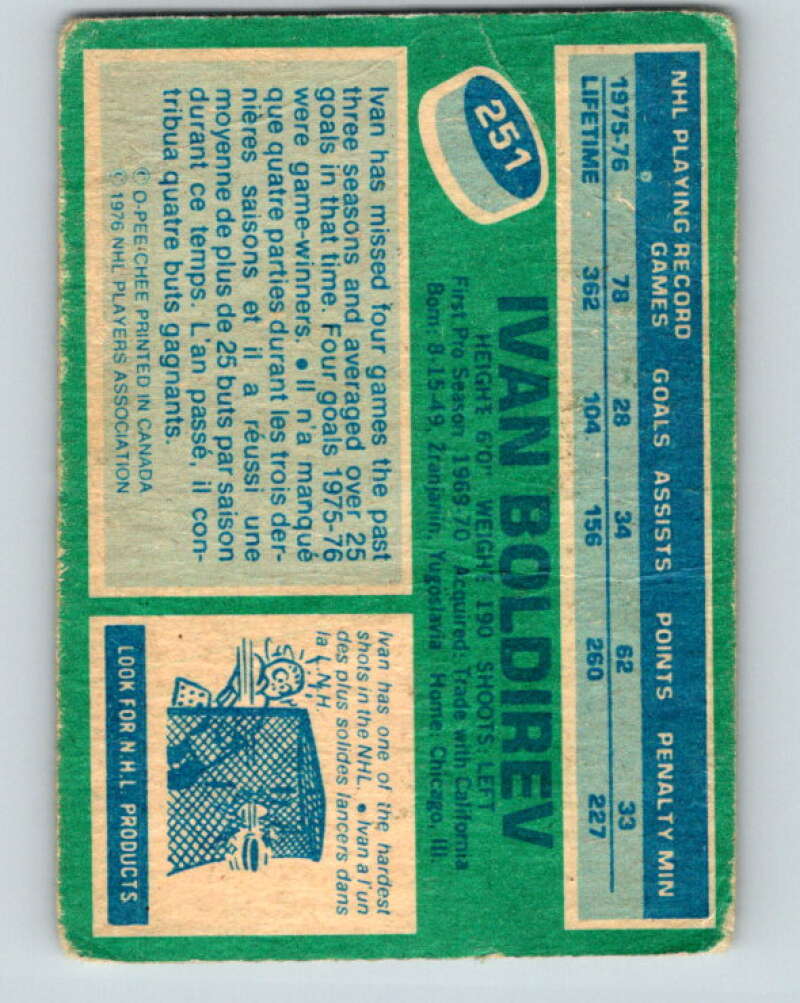 NHL PLAYING RECORD
GAMES GOALS ASSISTS POINTS PENALTY MIN
1975-76 78 28 34 62 33
LIFETIME 362 104 156 260 227
251
IVAN BOLDIREV
HEIGHT: 6'0" WEIGHT: 190 SHOOTS: LEFT
First Pro Season: 1969-70 Acquired: Trade with California
Born: 8-15-49, Zranjanin, Yugoslavia Home: Chicago, Ill.
Ivan has missed four games the past
three seasons and averaged over 25
goals in that time. Four goals 1975-76
were game-winners. • Il n'a manqué
que quatre parties durant les trois der-
nières saisons et il a réussi une
moyenne de plus de 25 buts par saison
durant ce temps. L'an passé, il con-
tribua quatre buts gagnants.
© O-PEE-CHEE PRINTED IN CANADA
© 1976 NHL PLAYERS ASSOCIATION
Ivan has one of the hardest
shots in the NHL. • Ivan a l'un
des plus solides lancers dans
la L.N.H.
LOOK FOR N.H.L. PRODUCTS